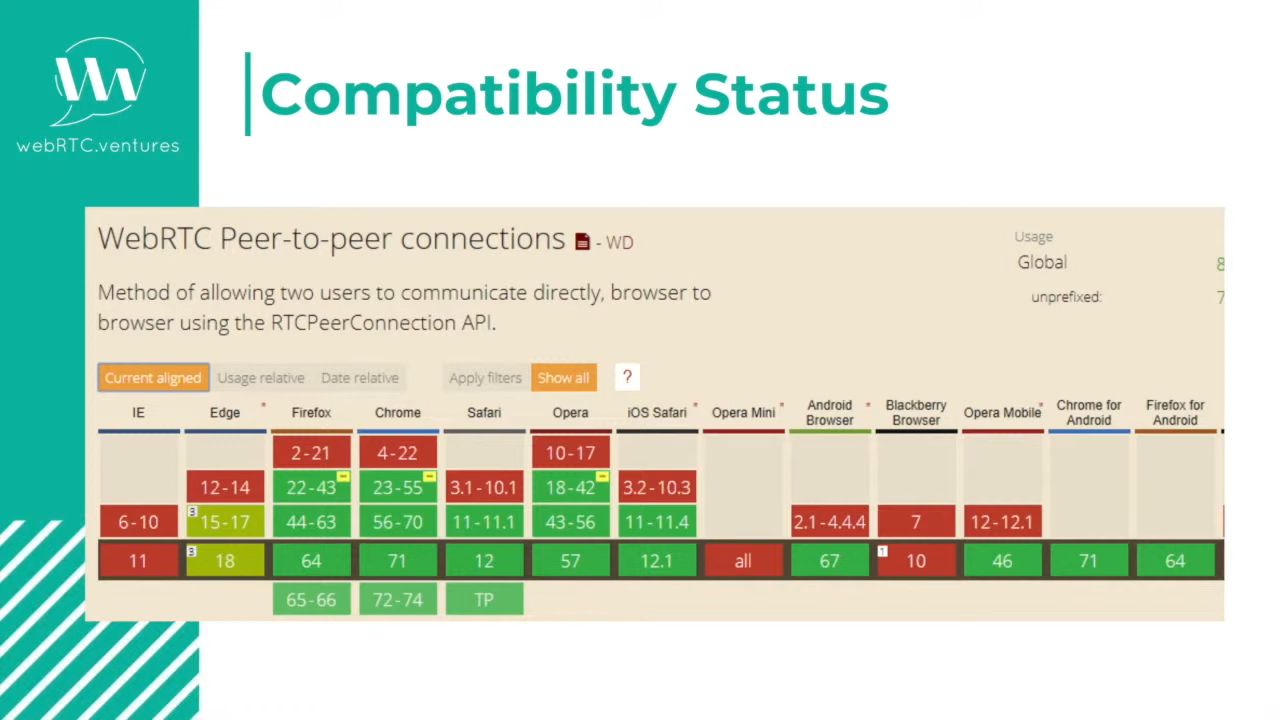 Compatibility Status
webRTC.ventures
WebRTC Peer-to-peer connections - WD
Usage
Global 8
unprefixed: 7
Method of allowing two users to communicate directly, browser to
browser using the RTCPeerConnection API.
Current aligned Usage relative Date relative Apply filters Show all ?
IE Edge * Firefox Chrome Safari Opera iOS Safari * Opera Mini * Android Browser * Blackberry Browser Opera Mobile * Chrome for Android Firefox for Android
2-21 4-22 10-17
12-14 22-43 - 23-55 - 3.1-10.1 18-42 - 3.2-10.3
6-10 3 15-17 44-63 56-70 11-11.1 43-56 11-11.4 2.1-4.4.4 7 12-12.1
11 3 18 64 71 12 57 12.1 all 67 1 10 46 71 64
65-66 72-74 TP